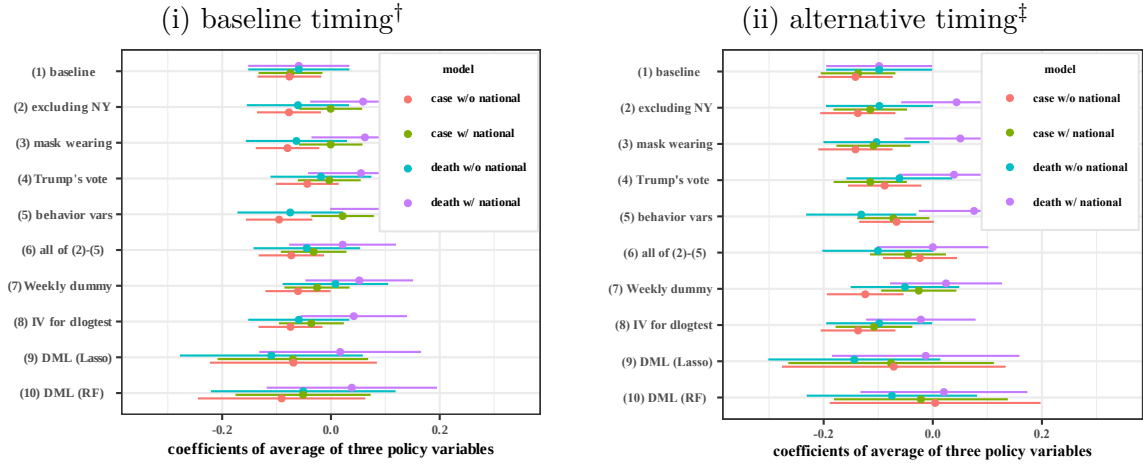 (i) baseline timing†
(1) baseline
(2) excluding NY
(3) mask wearing
(4) Trump's vote
(5) behavior vars
(6) all of (2)-(5)
(7) Weekly dummy
(8) IV for dlogtest
(9) DML (Lasso)
(10) DML (RF)
model
case w/o national
case w/ national
death w/o national
death w/ national
-0.2 0.0 0.2
coefficients of average of three policy variables
(ii) alternative timing‡
(1) baseline
(2) excluding NY
(3) mask wearing
(4) Trump's vote
(5) behavior vars
(6) all of (2)-(5)
(7) Weekly dummy
(8) IV for dlogtest
(9) DML (Lasso)
(10) DML (RF)
model
case w/o national
case w/ national
death w/o national
death w/ national
-0.2 0.0 0.2
coefficients of average of three policy variables